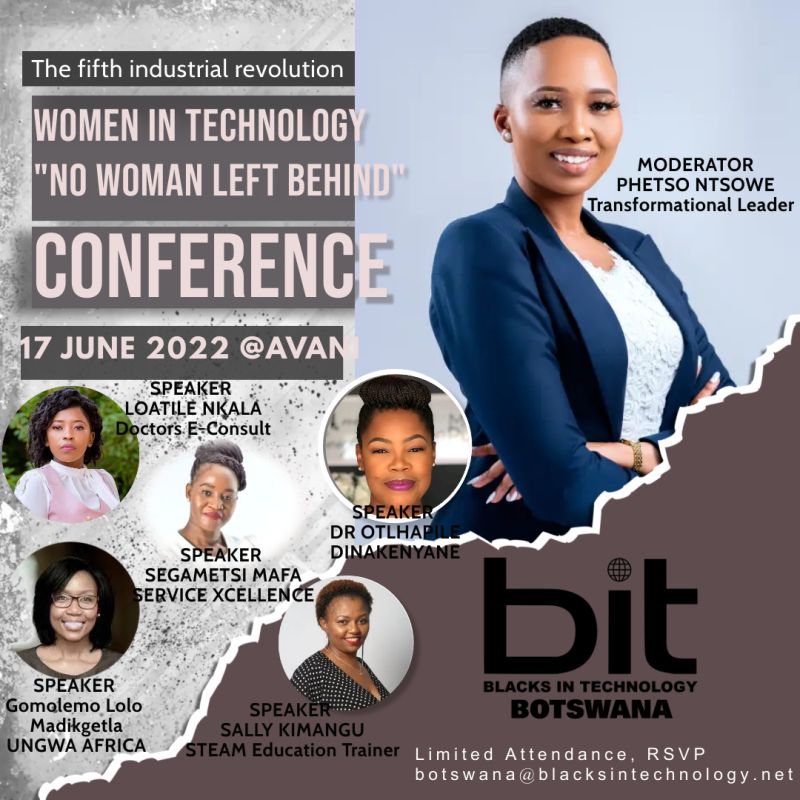 The fifth industrial revolution
WOMEN IN TECHNOLOGY
"NO WOMAN LEFT BEHIND"
CONFERENCE
17 JUNE 2022 @AVANI
MODERATOR
PHETSO NTSOWE
Transformational Leader
SPEAKER
LOATILE NKALA
Doctors E-Consult
SPEAKER
DR OTLHAPILE
DINAKENYANE
SPEAKER
SEGAMETSI MAFA
SERVICE XCELLENCE
SPEAKER
Gomolemo Lolo
Madikgetla
UNGWA AFRICA
SPEAKER
SALLY KIMANGU
STEAM Education Trainer
bit
BLACKS IN TECHNOLOGY
BOTSWANA
Limited Attendance, RSVP
botswana@blacksintechnology.net